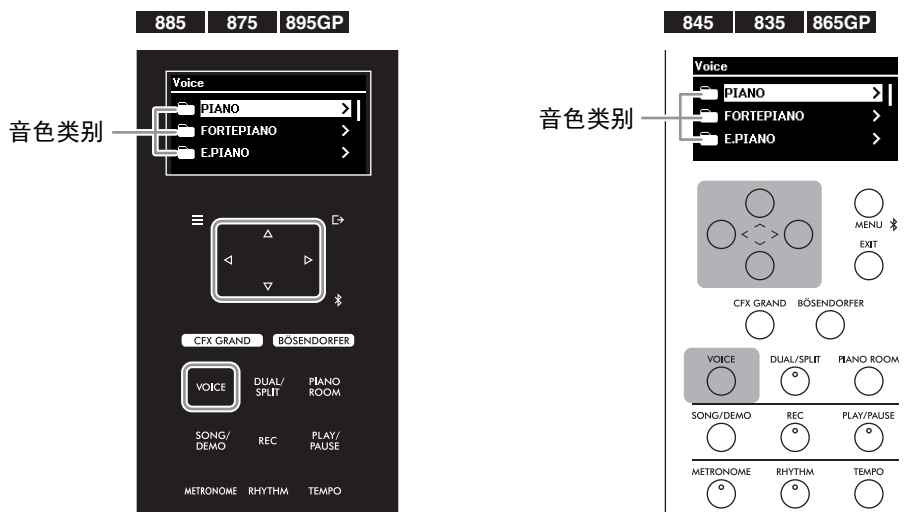 885 875 895GP
Voice
PIANO
FORTEPIANO
E.PIANO
音色类别
CFX GRAND BÖSENDORFER
VOICE DUAL/SPLIT PIANO ROOM
SONG/DEMO REC PLAY/PAUSE
METRONOME RHYTHM TEMPO
845 835 865GP
Voice
PIANO
FORTEPIANO
E.PIANO
音色类别
MENU
EXIT
CFX GRAND BÖSENDORFER
VOICE DUAL/SPLIT PIANO ROOM
SONG/DEMO REC PLAY/PAUSE
METRONOME RHYTHM TEMPO